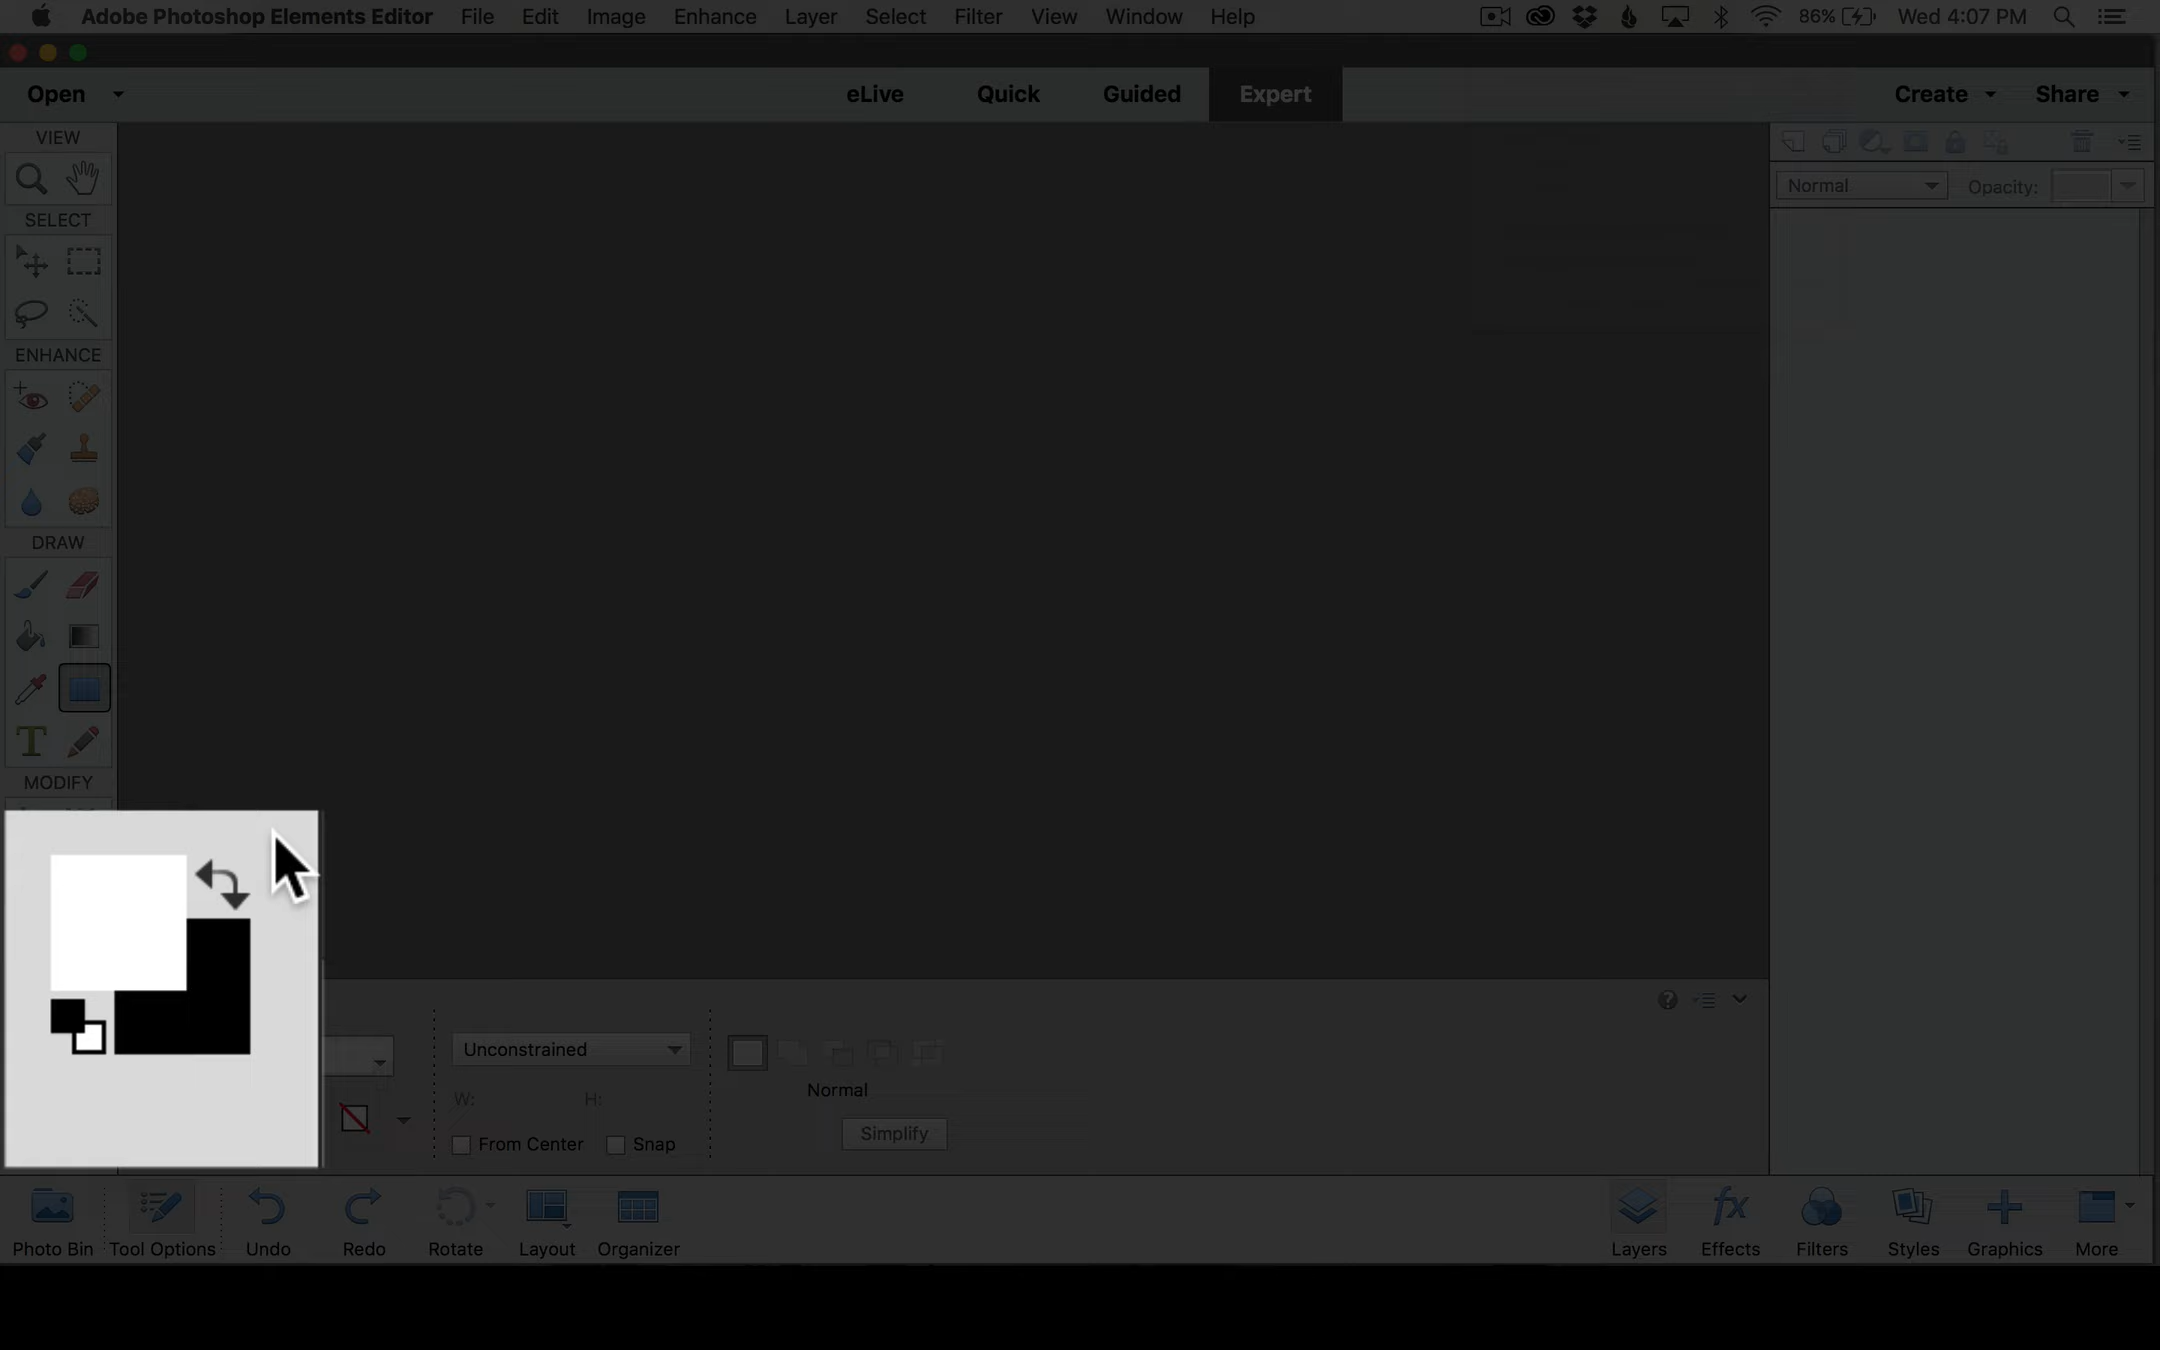 Adobe Photoshop Elements Editor File Edit Image Enhance Layer Select Filter View Window Help 86% Wed 4:07 PM
Open eLive Quick Guided Expert Create Share
VIEW
Normal Opacity:
SELECT
ENHANCE
DRAW
T
MODIFY
Unconstrained
W: H:
Normal
From Center Snap
Simplify
Photo Bin Tool Options Undo Redo Rotate Layout Organizer Layers fx Effects Filters Styles Graphics More